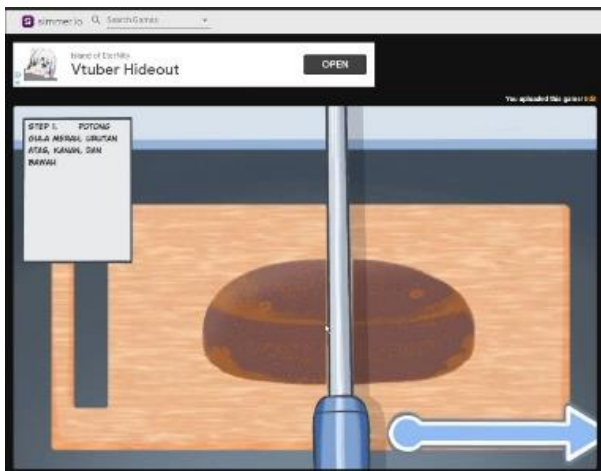 simmer.io
Search Games
Island of Eternity
Vtuber Hideout
OPEN
You uploaded this game! Edit
STEP 1. POTONG
GULA MERAH, URUTAN
ATAS, KANAN, DAN
BAWAH